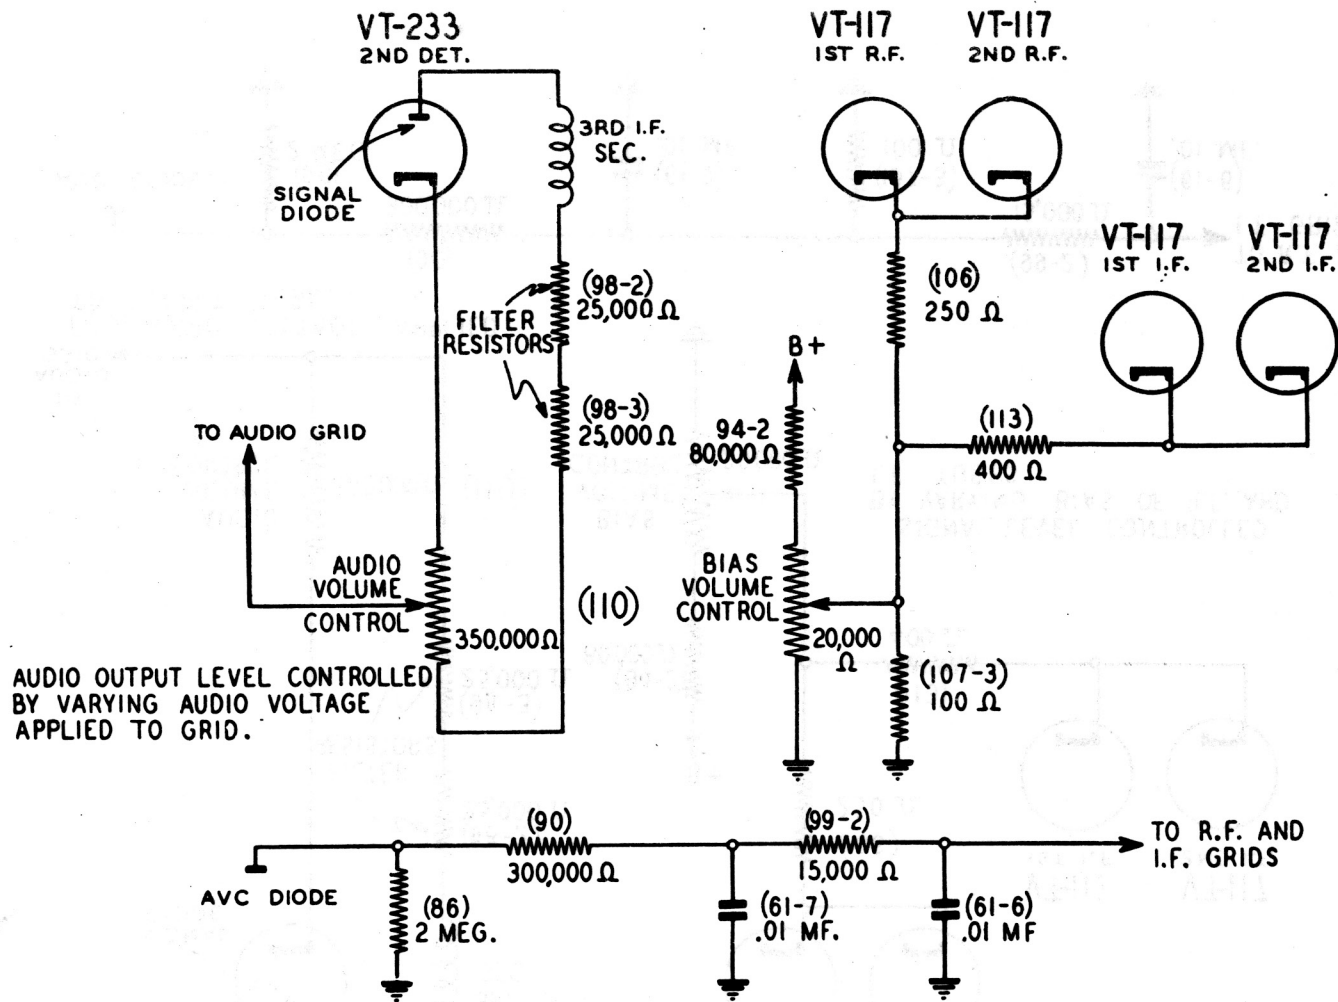 VT-233
2ND DET.
3RD I.F.
SEC.
SIGNAL
DIODE
(98-2)
25,000 Ω
FILTER
RESISTORS
(98-3)
25,000 Ω
TO AUDIO GRID
AUDIO
VOLUME
CONTROL
350,000 Ω
(110)
AUDIO OUTPUT LEVEL CONTROLLED
BY VARYING AUDIO VOLTAGE
APPLIED TO GRID.
VT-117
1ST R.F.
VT-117
2ND R.F.
VT-117
1ST I.F.
VT-117
2ND I.F.
(106)
250 Ω
B+
94-2
80,000 Ω
(113)
400 Ω
BIAS
VOLUME
CONTROL
20,000
Ω
(107-3)
100 Ω
AVC DIODE
(86)
2 MEG.
(90)
300,000 Ω
(61-7)
.01 MF.
(99-2)
15,000 Ω
(61-6)
.01 MF
TO R.F. AND
I.F. GRIDS